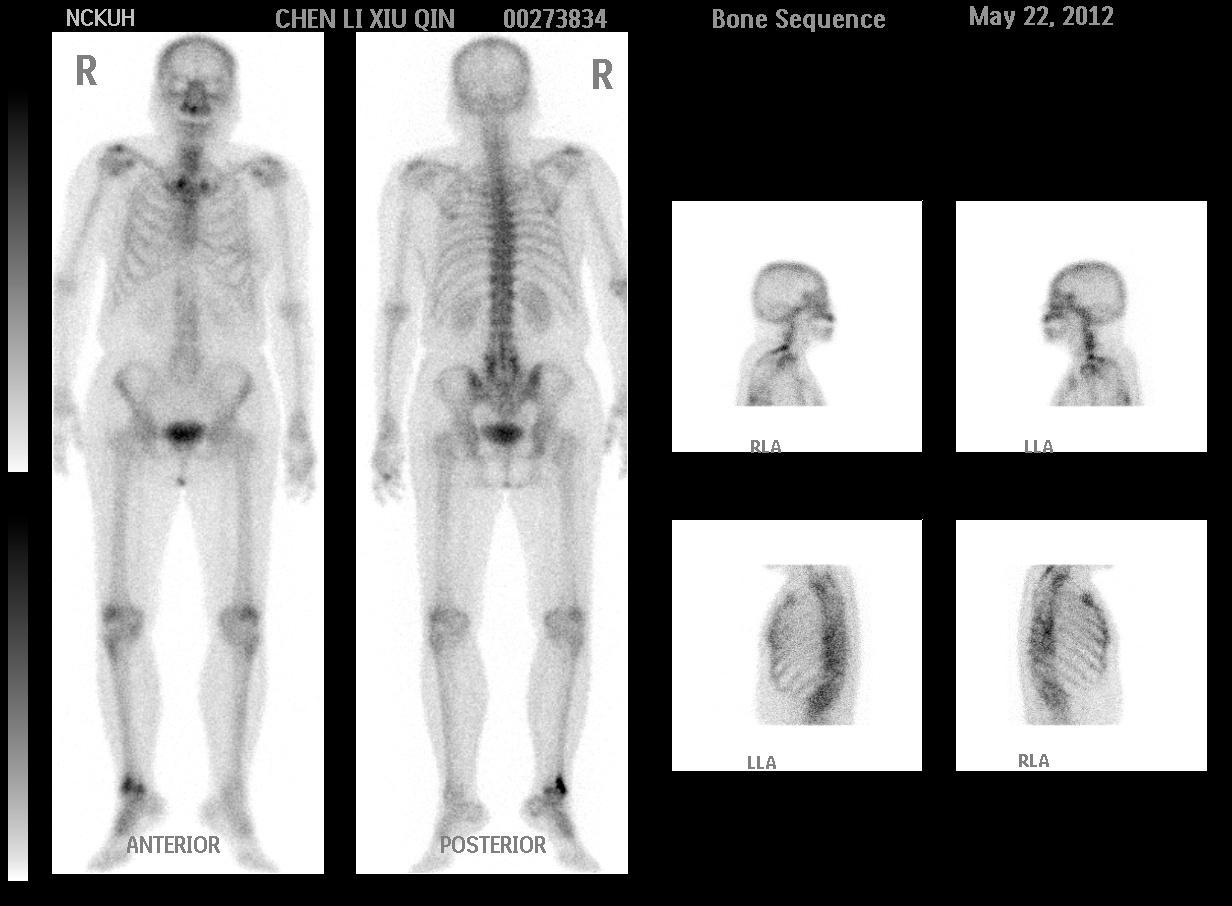 NCKUH CHEN LI XIU QIN 00273834 Bone Sequence May 22, 2012
R R
RLA LLA
LLA RLA
ANTERIOR POSTERIOR